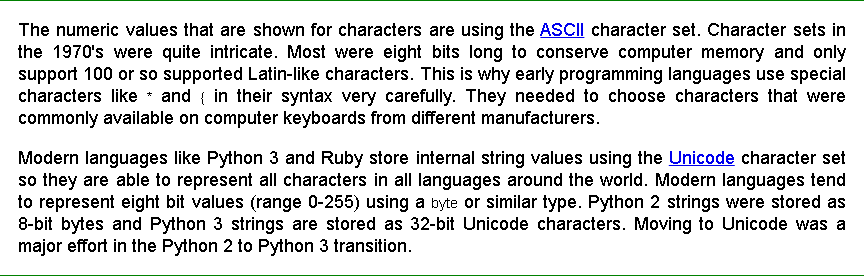 The numeric values that are shown for characters are using the ASCII character set. Character sets in
the 1970's were quite intricate. Most were eight bits long to conserve computer memory and only
support 100 or so supported Latin-like characters. This is why early programming languages use special
characters like * and { in their syntax very carefully. They needed to choose characters that were
commonly available on computer keyboards from different manufacturers.
Modern languages like Python 3 and Ruby store internal string values using the Unicode character set
so they are able to represent all characters in all languages around the world. Modern languages tend
to represent eight bit values (range 0-255) using a byte or similar type. Python 2 strings were stored as
8-bit bytes and Python 3 strings are stored as 32-bit Unicode characters. Moving to Unicode was a
major effort in the Python 2 to Python 3 transition.